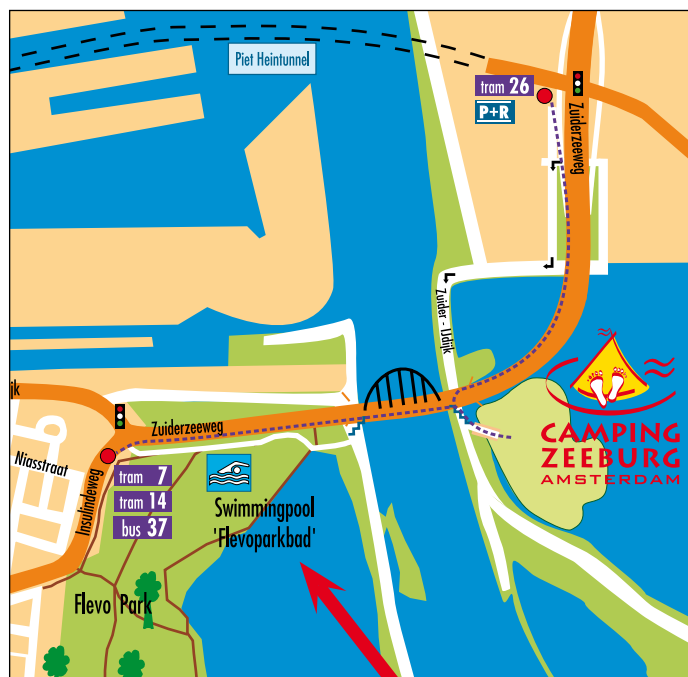 Piet Heintunnel
tram 26
P+R
Zuiderzeeweg
Zuider - IJdijk
CAMPING
ZEEBURG
AMSTERDAM
ijk
Zuiderzeeweg
Niasstraat
Insulindeweg
tram 7
tram 14
bus 37
Swimmingpool
'Flevoparkbad'
Flevo Park